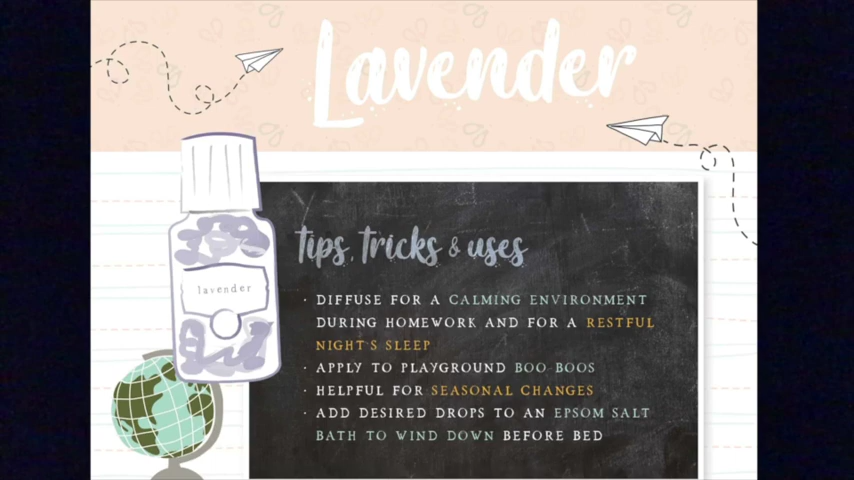 Lavender
lavender
tips, tricks & uses
· DIFFUSE FOR A CALMING ENVIRONMENT
DURING HOMEWORK AND FOR A RESTFUL
NIGHT'S SLEEP
· APPLY TO PLAYGROUND BOO-BOOS
· HELPFUL FOR SEASONAL CHANGES
· ADD DESIRED DROPS TO AN EPSOM SALT
BATH TO WIND DOWN BEFORE BED